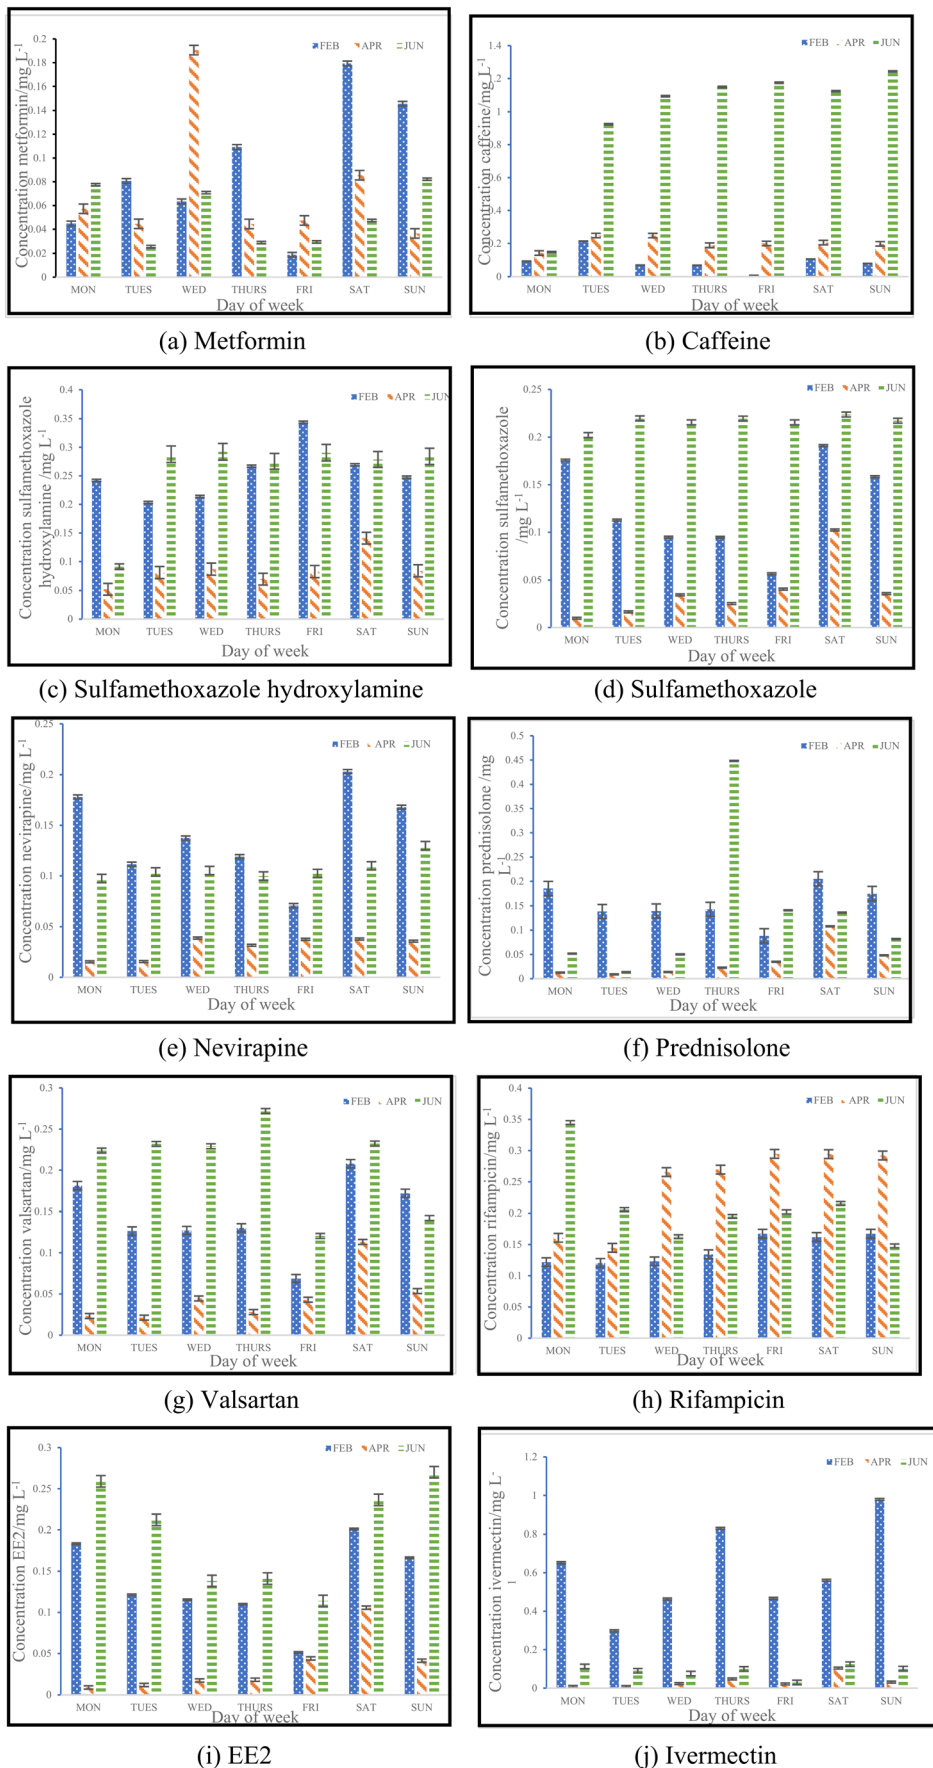 FEB APR JUN
Concentration metformin/mg L-1
0.2
0.18
0.16
0.14
0.12
0.1
0.08
0.06
0.04
0.02
0
MON TUES WED THURS FRI SAT SUN
Day of week
(a) Metformin
FEB APR JUN
Concentration caffeine/mg L-1
1.4
1.2
1
0.8
0.6
0.4
0.2
0
MON TUES WED THURS FRI SAT SUN
Day of week
(b) Caffeine
FEB APR JUN
Concentration sulfamethoxazole
hydroxylamine /mg L-1
0.4
0.35
0.3
0.25
0.2
0.15
0.1
0.05
0
MON TUES WED THURS FRI SAT SUN
Day of week
(c) Sulfamethoxazole hydroxylamine
FEB APR JUN
Concentration sulfamethoxazole
/mg L-1
0.25
0.2
0.15
0.1
0.05
0
MON TUES WED THURS FRI SAT SUN
Day of week
(d) Sulfamethoxazole
FEB APR JUN
Concentration nevirapine/mg L-1
0.25
0.2
0.15
0.1
0.05
0
MON TUES WED THURS FRI SAT SUN
Day of week
(e) Nevirapine
FEB APR JUN
Concentration prednisolone /mg
L-1
0.5
0.45
0.4
0.35
0.3
0.25
0.2
0.15
0.1
0.05
0
MON TUES WED THURS FRI SAT SUN
Day of week
(f) Prednisolone
FEB APR JUN
Concentration valsartan/mg L-1
0.3
0.25
0.2
0.15
0.1
0.05
0
MON TUES WED THURS FRI SAT SUN
Day of week
(g) Valsartan
FEB APR JUN
Concentration rifampicin/mg L-1
0.4
0.35
0.3
0.25
0.2
0.15
0.1
0.05
0
MON TUES WED THURS FRI SAT SUN
Day of week
(h) Rifampicin
FEB APR JUN
Concentration EE2/mg L-1
0.3
0.25
0.2
0.15
0.1
0.05
0
MON TUES WED THURS FRI SAT SUN
Day of week
(i) EE2
FEB APR JUN
Concentration ivermectin/mg L-
1
1.2
1
0.8
0.6
0.4
0.2
0
MON TUES WED THURS FRI SAT SUN
Day of week
(j) Ivermectin